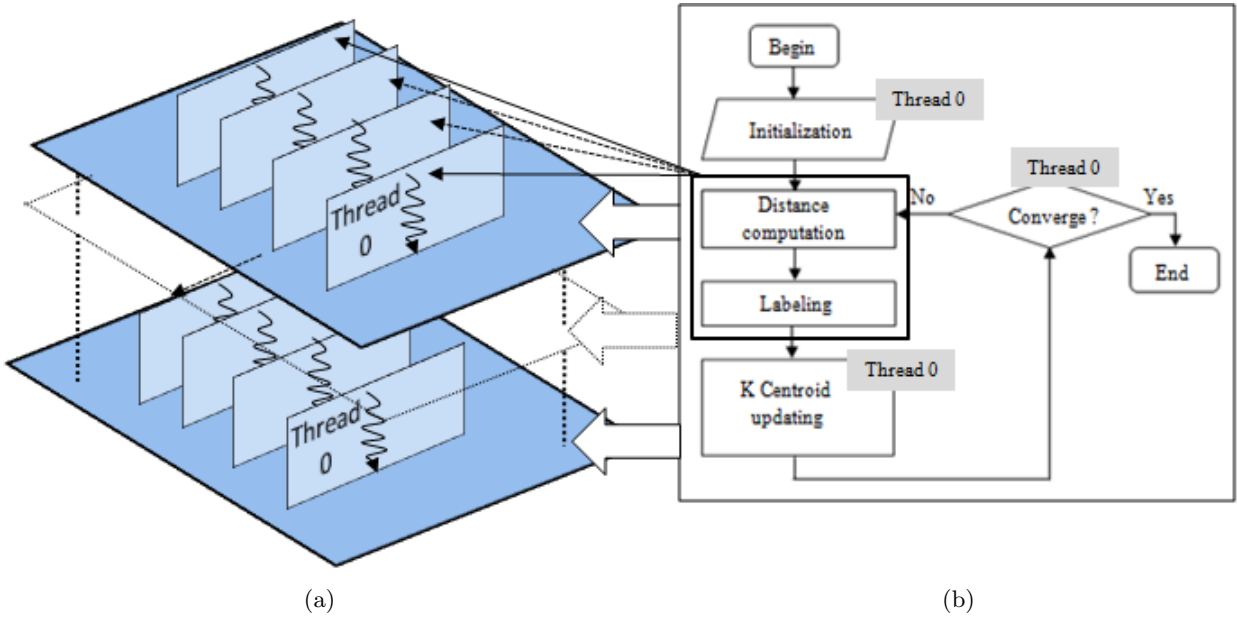 Thread
0
Thread
0
Begin
Thread 0
Initialization
Thread 0
Distance
computation
No
Converge ?
Yes
End
Labeling
Thread 0
K Centroid
updating
(a)
(b)